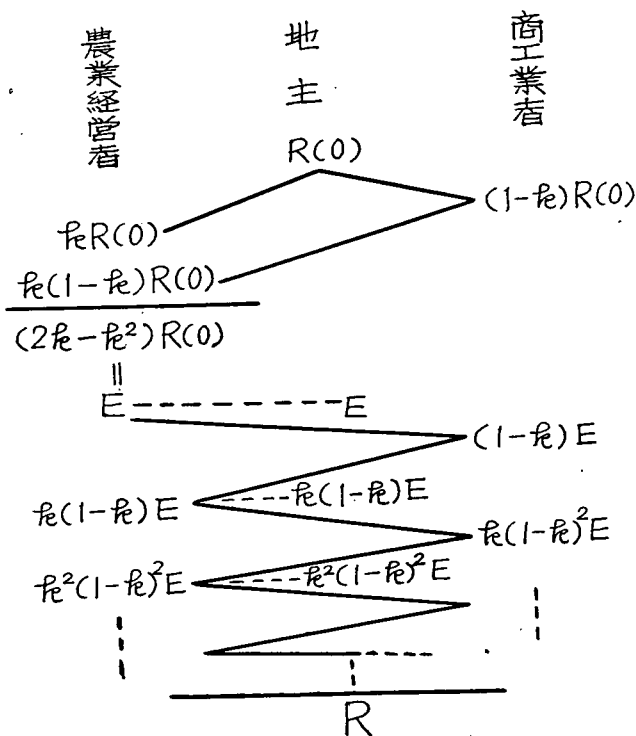 農業経営者
地主
商工業者
R(0)
(1-k)R(0)
kR(0)
k(1-k)R(0)
(2k-k²)R(0)
||
E
E
(1-k)E
k(1-k)E
k(1-k)E
k(1-k)²E
k²(1-k)²E
k²(1-k)²E
R